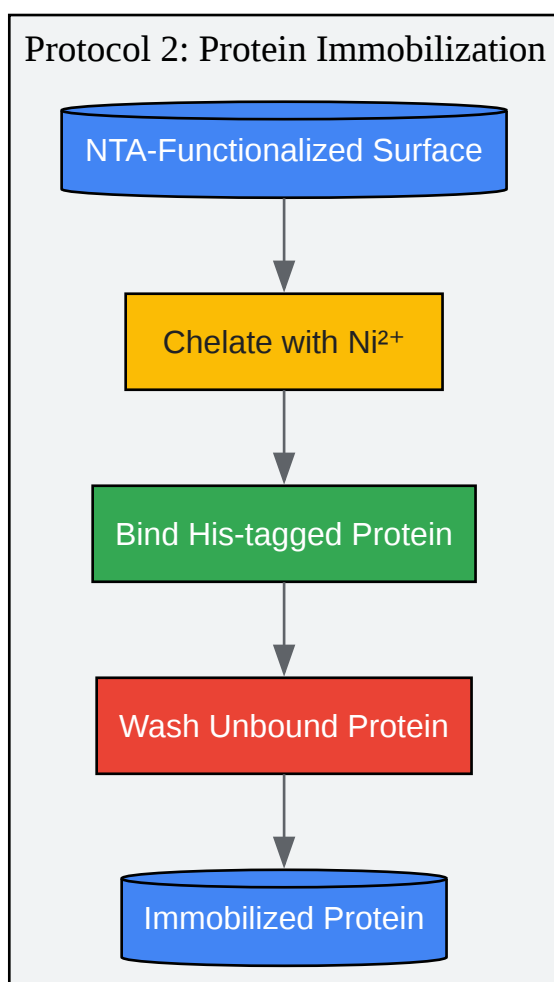 Protocol 2: Protein Immobilization
NTA-Functionalized Surface
Chelate with Ni²⁺
Bind His-tagged Protein
Wash Unbound Protein
Immobilized Protein